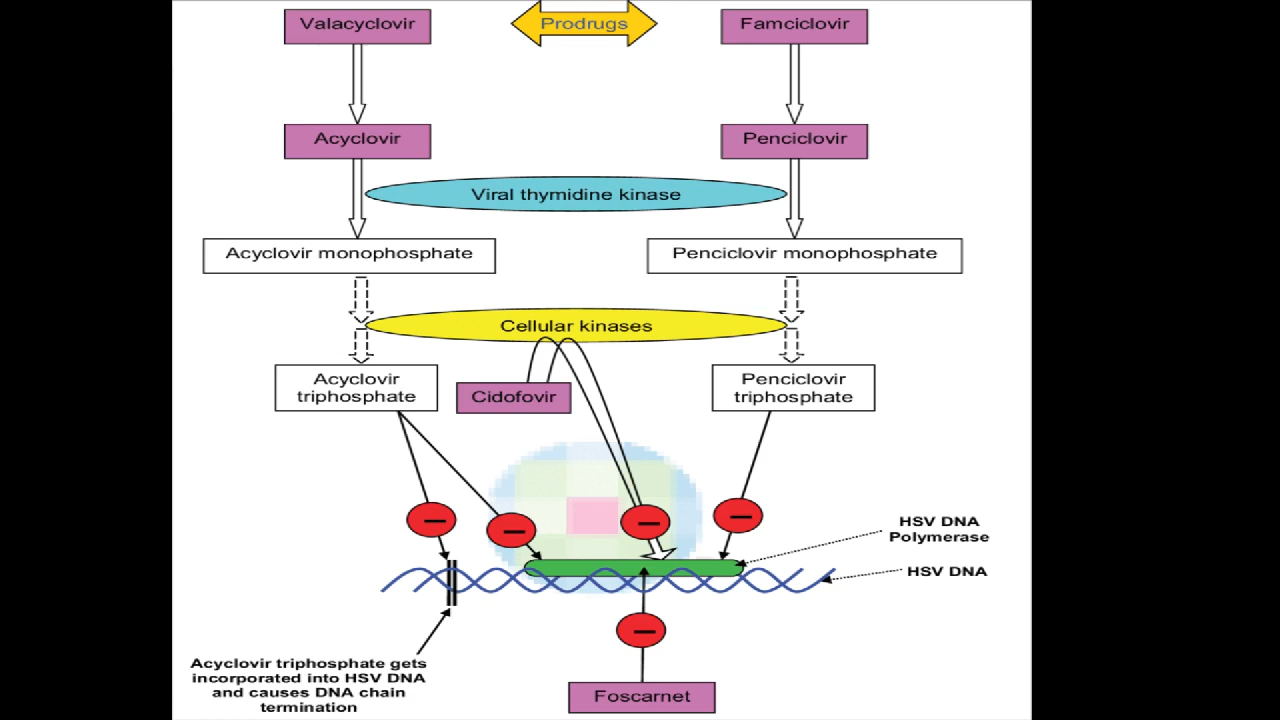 Valacyclovir
Prodrugs
Famciclovir
Acyclovir
Penciclovir
Viral thymidine kinase
Acyclovir monophosphate
Penciclovir monophosphate
Cellular kinases
Acyclovir
triphosphate
Cidofovir
Penciclovir
triphosphate
HSV DNA
Polymerase
HSV DNA
Acyclovir triphosphate gets
incorporated into HSV DNA
and causes DNA chain
termination
Foscarnet